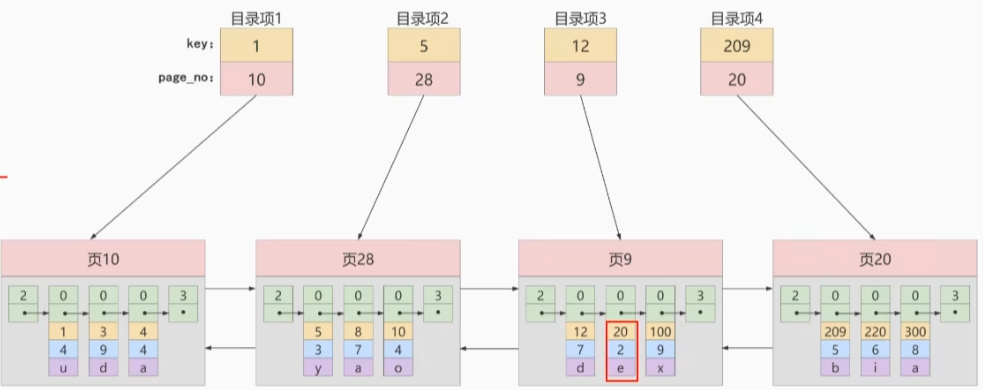 目录项1 目录项2 目录项3 目录项4
key: 1 5 12 209
page_no: 10 28 9 20
页10 页28 页9 页20
2 0 0 0 3 2 0 0 0 3 2 0 0 0 3 2 0 0 0 3
1 3 4 5 8 10 12 20 100 209 220 300
4 9 4 3 7 4 7 2 9 5 6 8
u d a y a o d e x b i a